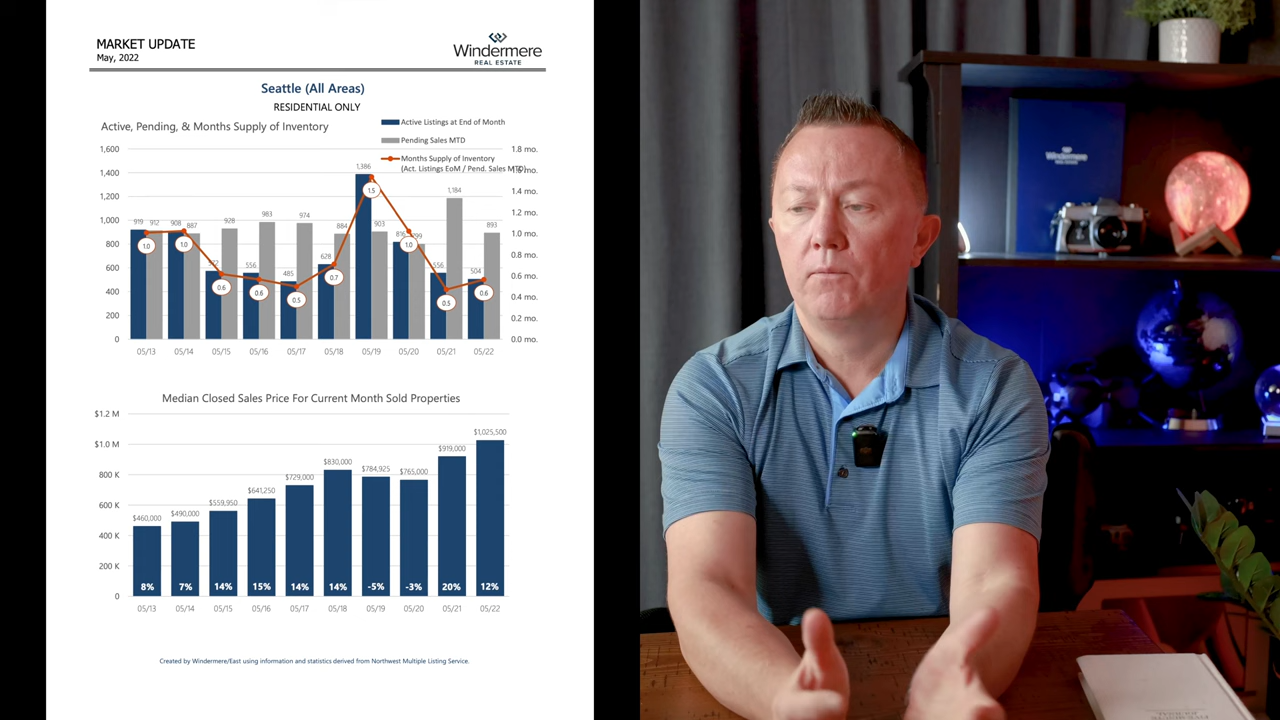 MARKET UPDATE
May, 2022
Windermere
REAL ESTATE
Seattle (All Areas)
RESIDENTIAL ONLY
Active, Pending, & Months Supply of Inventory
Active Listings at End of Month
Pending Sales MTD
Months Supply of Inventory
(Act. Listings EoM / Pend. Sales MTD)
1,600 1.8 mo.
1,400 1.6 mo.
1.4 mo.
1,200 1.2 mo.
1,000 1.0 mo.
800 0.8 mo.
600 0.6 mo.
400 0.4 mo.
200 0.2 mo.
0 0.0 mo.
919 912 908 887 928 556 983 485 974 628 884 1,386 903 556 1,184 504 893
1.0 1.0 0.6 0.6 0.5 0.7 1.5 1.0 0.5 0.6
05/13 05/14 05/15 05/16 05/17 05/18 05/19 05/20 05/21 05/22
Median Closed Sales Price For Current Month Sold Properties
$1.2 M
$1.0 M
800 K
600 K
400 K
200 K
0
$460,000 $490,000 $559,950 $641,250 $729,000 $830,000 $784,925 $765,000 $919,000 $1,025,500
8% 7% 14% 15% 14% 14% -5% -3% 20% 12%
05/13 05/14 05/15 05/16 05/17 05/18 05/19 05/20 05/21 05/22
Created by Windermere/East using information and statistics derived from Northwest Multiple Listing Service.
Windermere